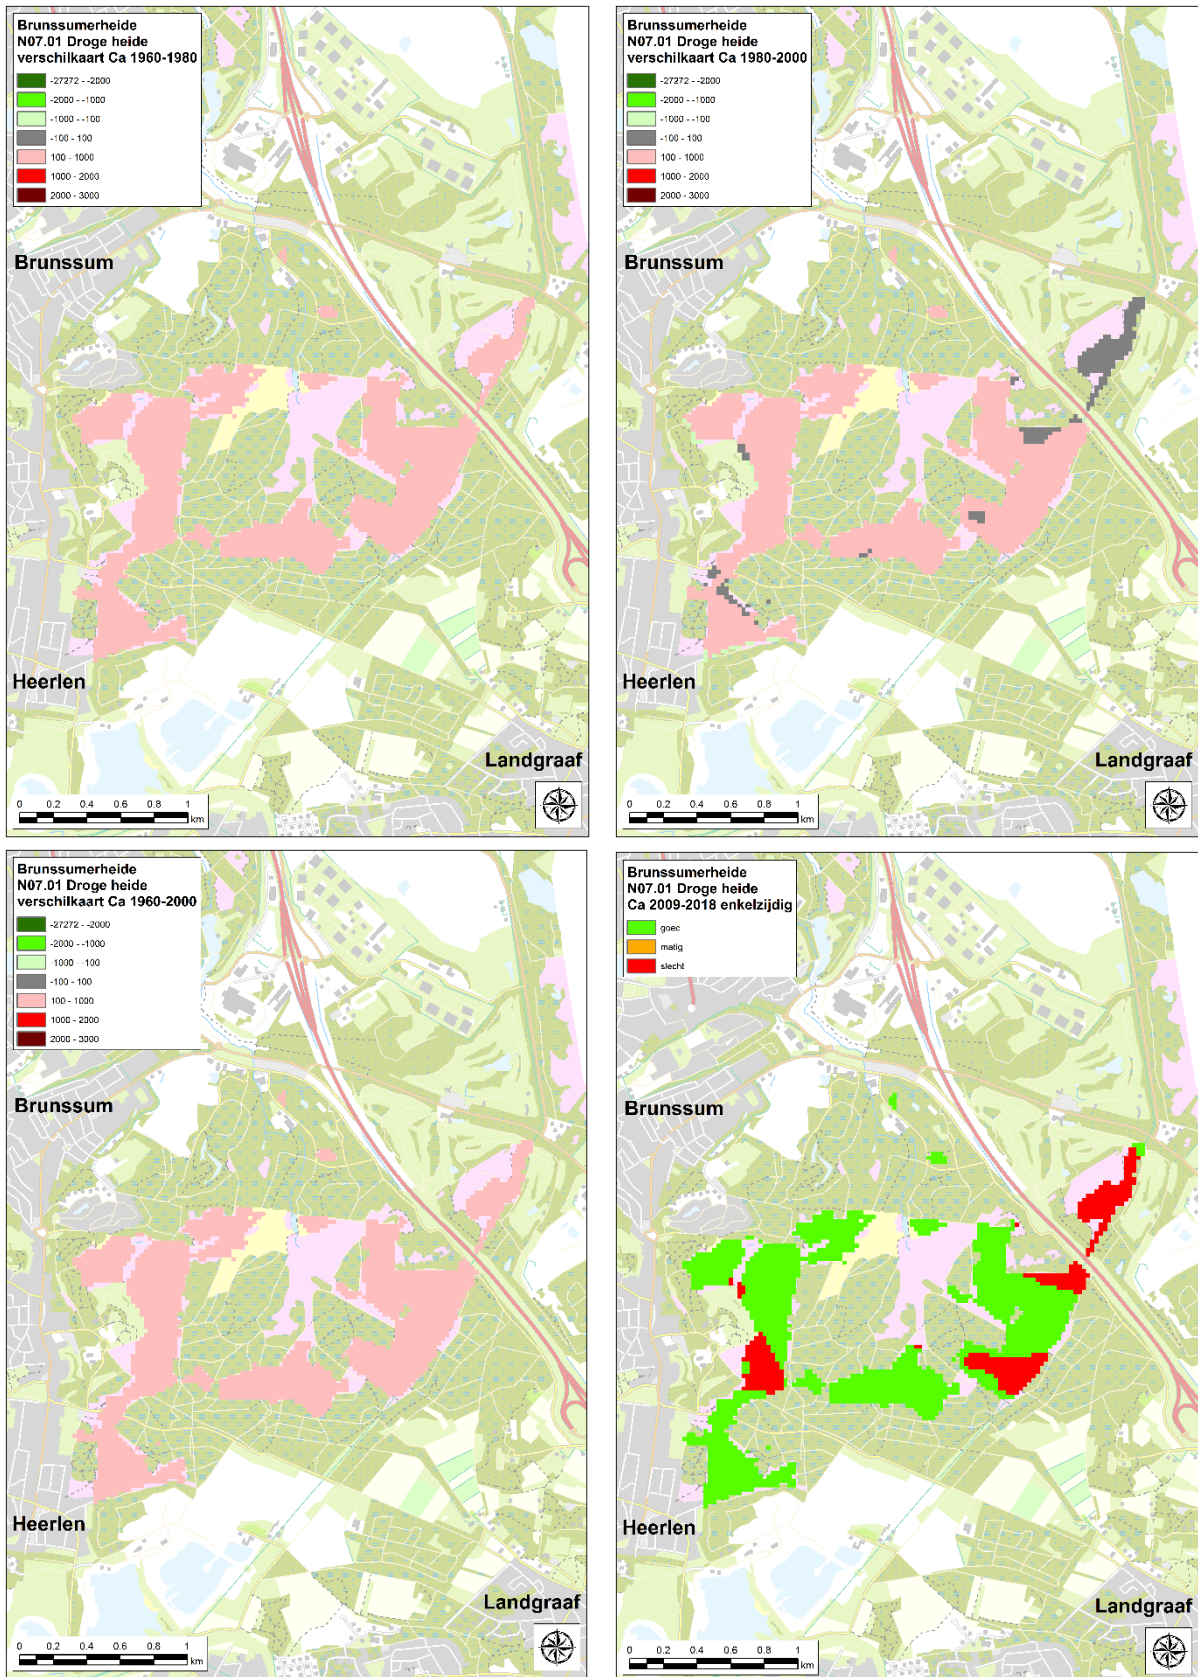 Brunssumerheide
N07.01 Droge heide
verschilkaart Ca 1960-1980
-27272 - -2000
-2000 - -1000
-1000 - -100
-100 - 100
100 - 1000
1000 - 2000
2000 - 3000
Brunssum
Heerlen
Landgraaf
0 0.2 0.4 0.6 0.8 1
km
Brunssumerheide
N07.01 Droge heide
verschilkaart Ca 1980-2000
-27272 - -2000
-2000 - -1000
-1000 - -100
-100 - 100
100 - 1000
1000 - 2000
2000 - 3000
Brunssum
Heerlen
Landgraaf
0 0.2 0.4 0.6 0.8 1
km
Brunssumerheide
N07.01 Droge heide
verschilkaart Ca 1960-2000
-27272 - -2000
-2000 - -1000
-1000 - -100
-100 - 100
100 - 1000
1000 - 2000
2000 - 3000
Brunssum
Heerlen
Landgraaf
0 0.2 0.4 0.6 0.8 1
km
Brunssumerheide
N07.01 Droge heide
Ca 2009-2018 enkelzijdig
goed
matig
slecht
Brunssum
Heerlen
Landgraaf
0 0.2 0.4 0.6 0.8 1
km